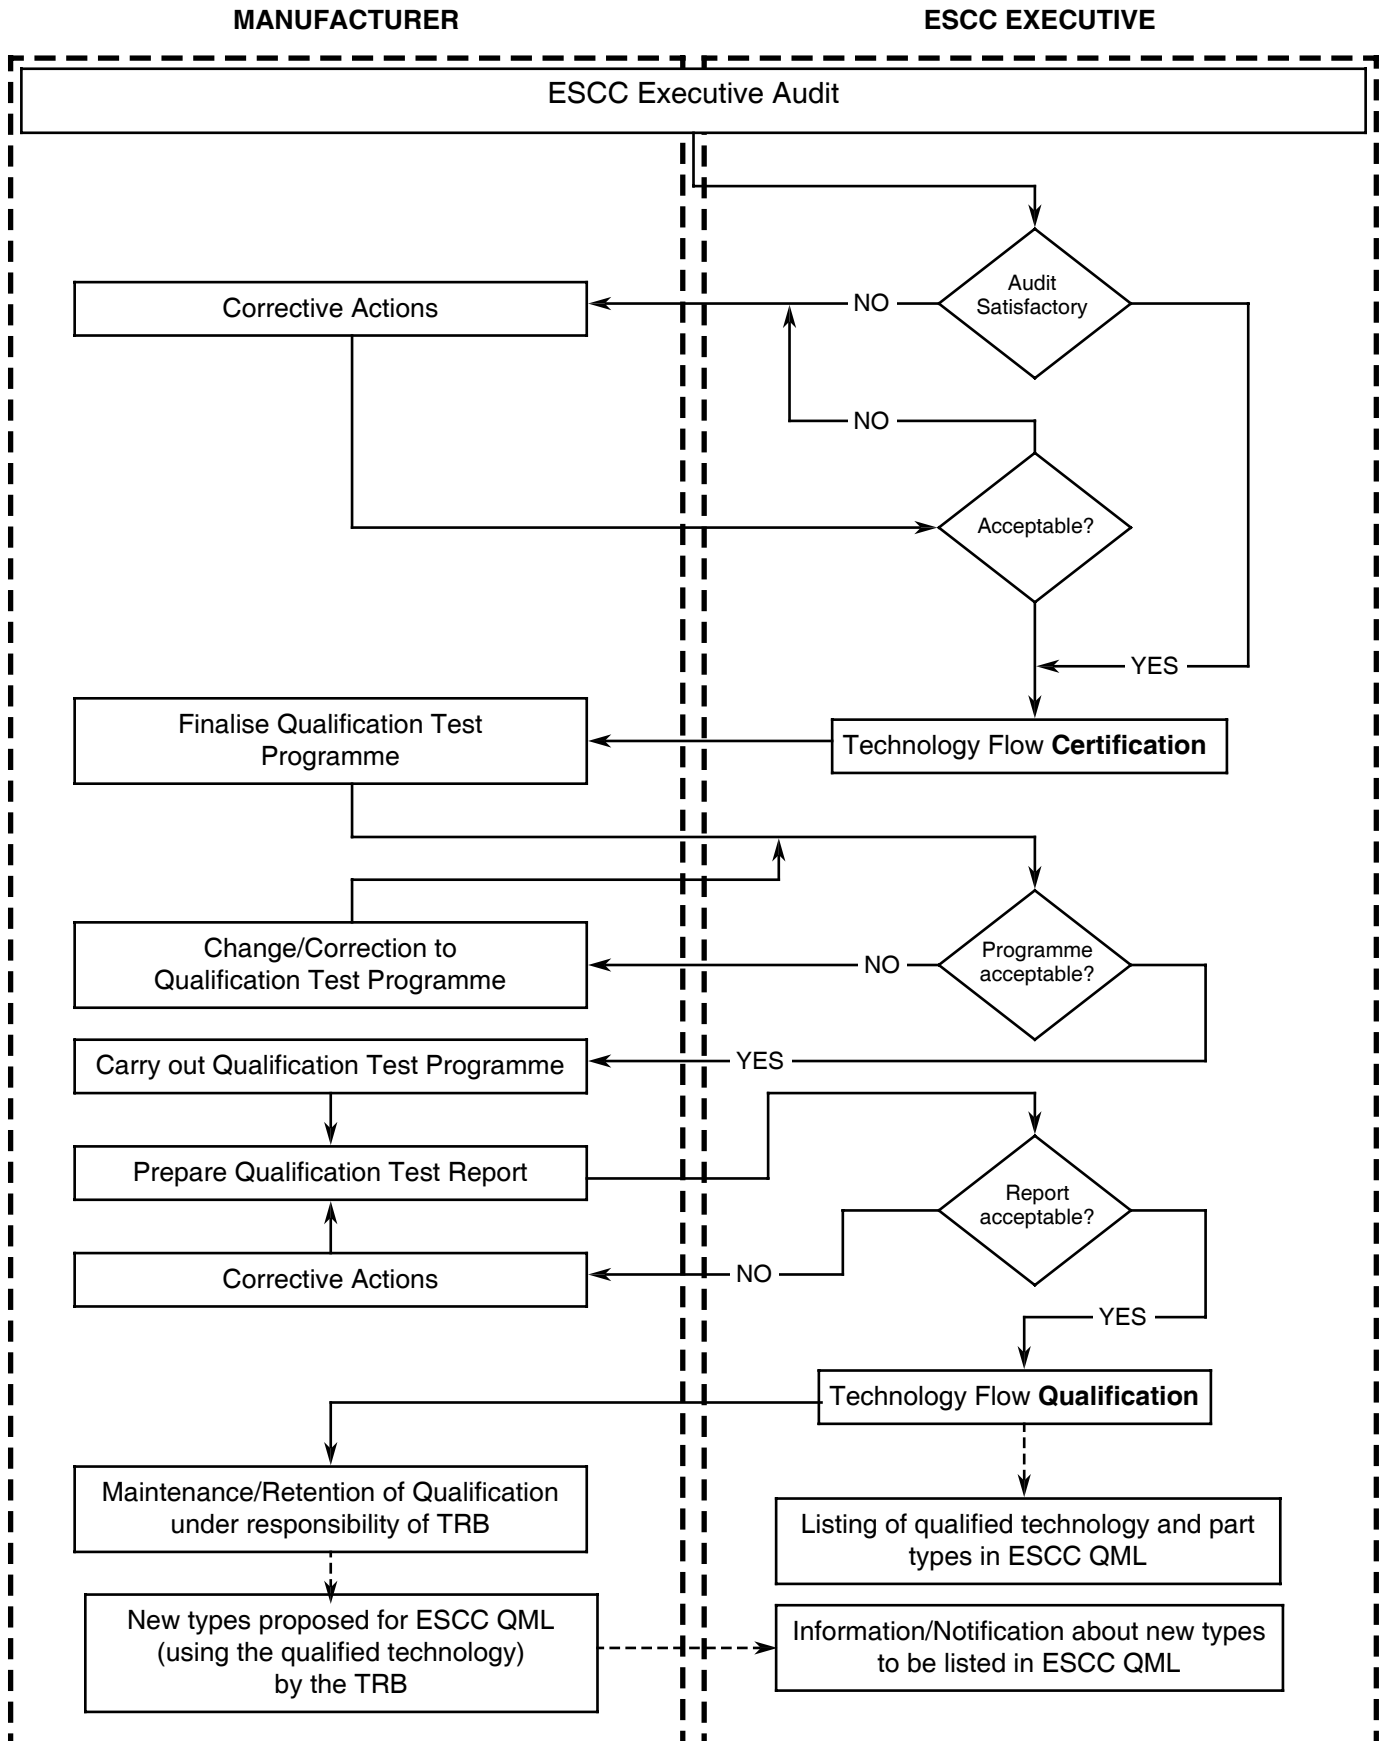 MANUFACTURER
ESCC EXECUTIVE
ESCC Executive Audit
Audit
Satisfactory
NO
Corrective Actions
NO
Acceptable?
YES
Finalise Qualification Test
Programme
Technology Flow Certification
Change/Correction to
Qualification Test Programme
NO
Programme
acceptable?
Carry out Qualification Test Programme
YES
Prepare Qualification Test Report
Report
acceptable?
Corrective Actions
NO
YES
Technology Flow Qualification
Maintenance/Retention of Qualification
under responsibility of TRB
Listing of qualified technology and part
types in ESCC QML
New types proposed for ESCC QML
(using the qualified technology)
by the TRB
Information/Notification about new types
to be listed in ESCC QML